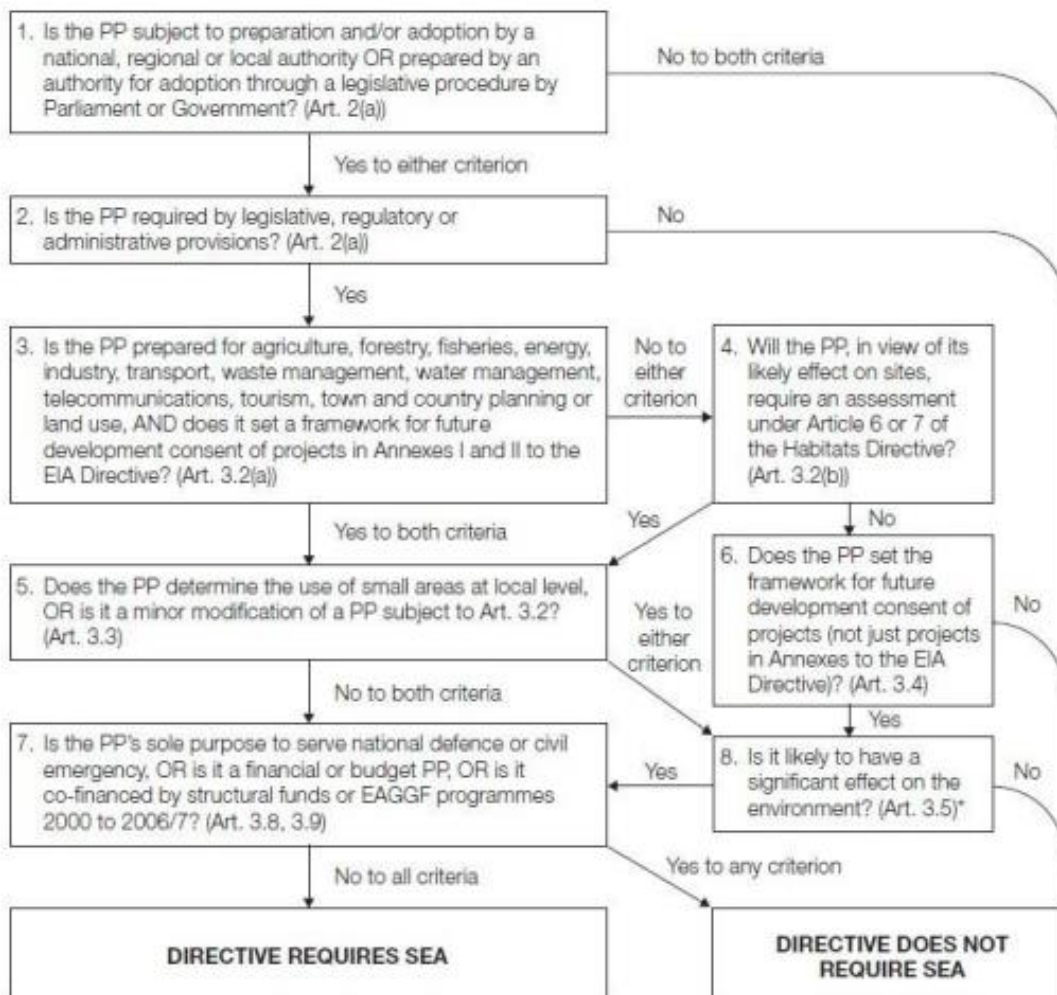 1. Is the PP subject to preparation and/or adoption by a
national, regional or local authority OR prepared by an
authority for adoption through a legislative procedure by
Parliament or Government? (Art. 2(a))
No to both criteria
Yes to either criterion
2. Is the PP required by legislative, regulatory or
administrative provisions? (Art. 2(a))
No
Yes
3. Is the PP prepared for agriculture, forestry, fisheries, energy,
industry, transport, waste management, water management,
telecommunications, tourism, town and country planning or
land use, AND does it set a framework for future
development consent of projects in Annexes I and II to the
EIA Directive? (Art. 3.2(a))
No to
either
criterion
4. Will the PP, in view of its
likely effect on sites,
require an assessment
under Article 6 or 7 of
the Habitats Directive?
(Art. 3.2(b))
Yes to both criteria
Yes
No
5. Does the PP determine the use of small areas at local level,
OR is it a minor modification of a PP subject to Art. 3.2?
(Art. 3.3)
Yes to
either
criterion
6. Does the PP set the
framework for future
development consent of
projects (not just projects
in Annexes to the EIA
Directive)? (Art. 3.4)
No
No to both criteria
Yes
7. Is the PP's sole purpose to serve national defence or civil
emergency, OR is it a financial or budget PP, OR is it
co-financed by structural funds or EAGGF programmes
2000 to 2006/7? (Art. 3.8, 3.9)
Yes
8. Is it likely to have a
significant effect on the
environment? (Art. 3.5)*
No
No to all criteria
Yes to any criterion
DIRECTIVE REQUIRES SEA
DIRECTIVE DOES NOT
REQUIRE SEA